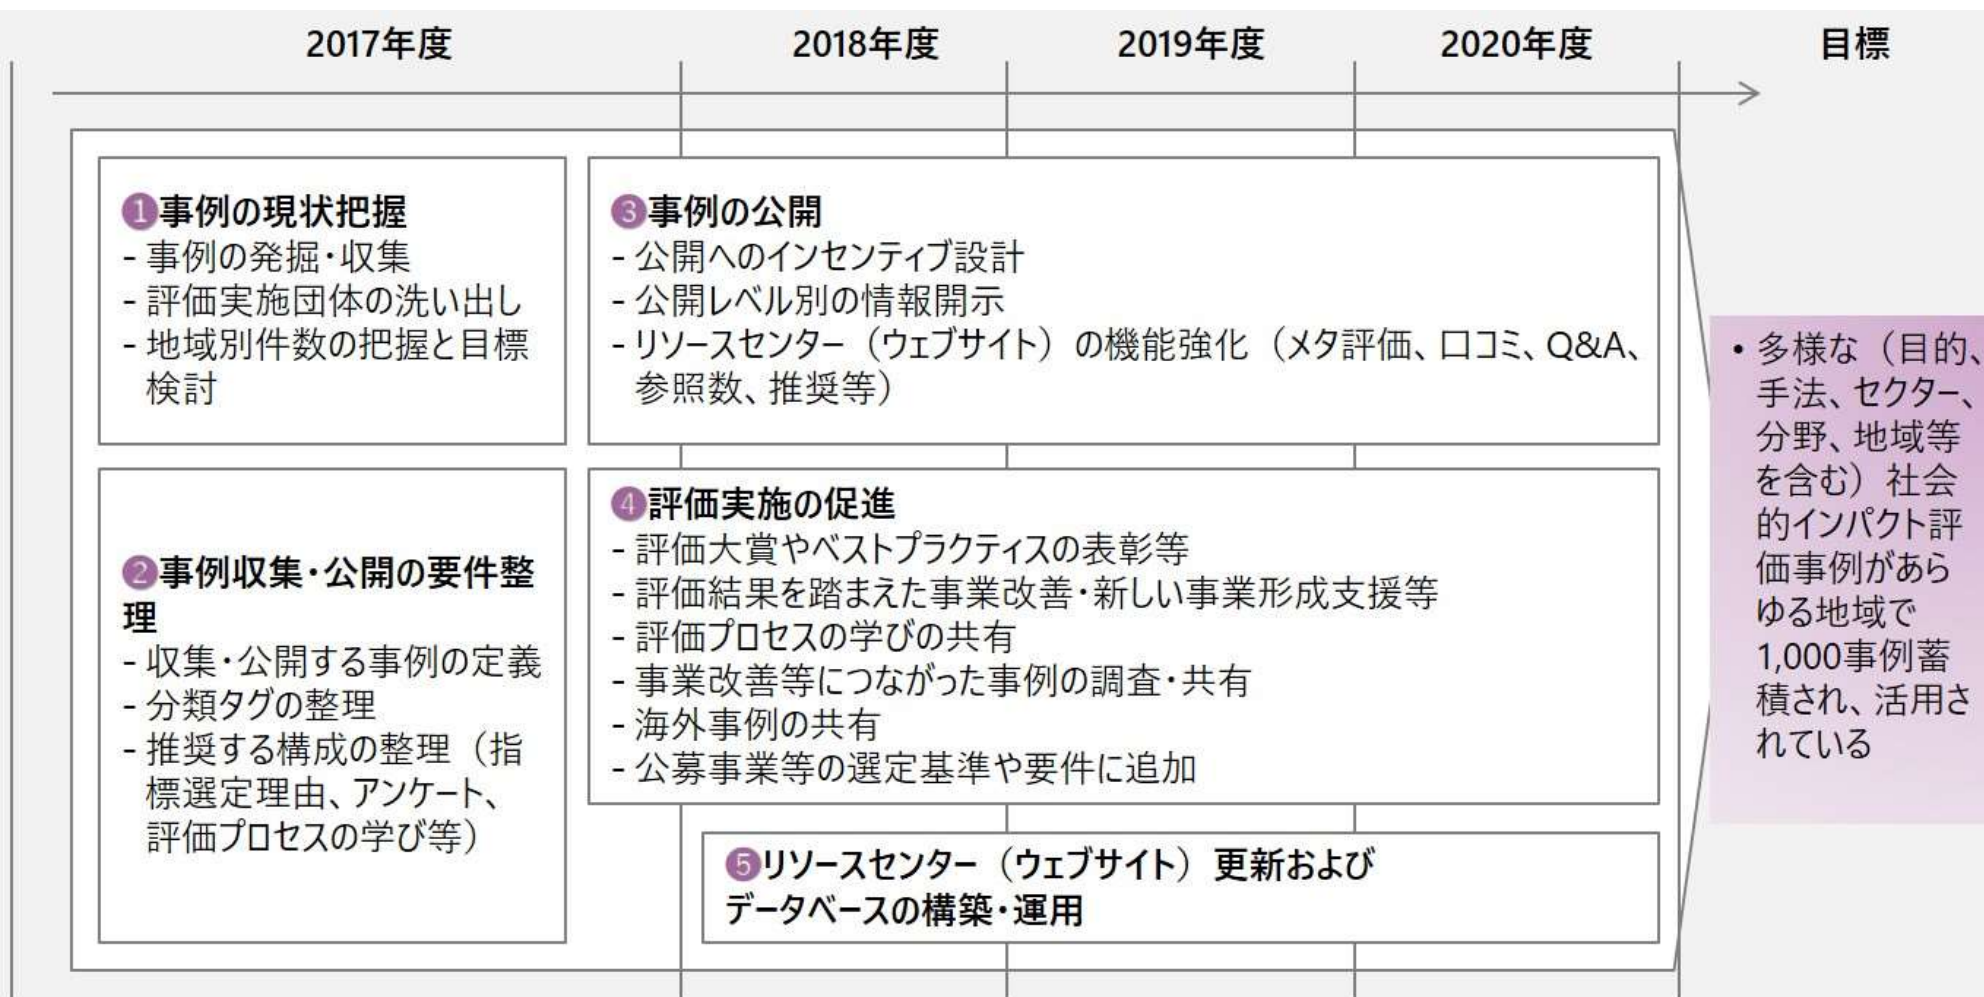 2017年度
2018年度
2019年度
2020年度
目標
❶事例の現状把握
- 事例の発掘・収集
- 評価実施団体の洗い出し
- 地域別件数の把握と目標
検討
❷事例収集・公開の要件整
理
- 収集・公開する事例の定義
- 分類タグの整理
- 推奨する構成の整理（指
標選定理由、アンケート、
評価プロセスの学び等）
❸事例の公開
- 公開へのインセンティブ設計
- 公開レベル別の情報開示
- リソースセンター（ウェブサイト）の機能強化（メタ評価、口コミ、Q&A、
参照数、推奨等）
❹評価実施の促進
- 評価大賞やベストプラクティスの表彰等
- 評価結果を踏まえた事業改善・新しい事業形成支援等
- 評価プロセスの学びの共有
- 事業改善等につながった事例の調査・共有
- 海外事例の共有
- 公募事業等の選定基準や要件に追加
❺リソースセンター（ウェブサイト）更新および
データベースの構築・運用
• 多様な（目的、
手法、セクター、
分野、地域等
を含む）社会
的インパクト評
価事例があら
ゆる地域で
1,000事例蓄
積され、活用さ
れている